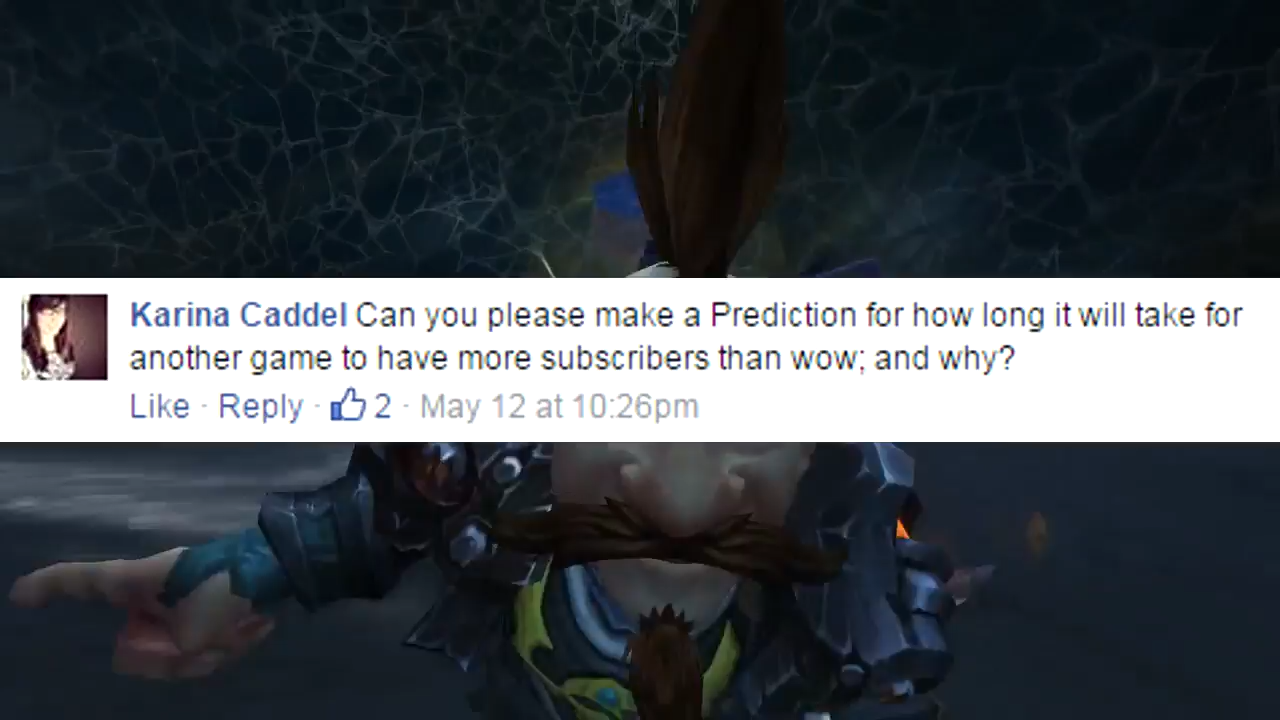 Karina Caddel Can you please make a Prediction for how long it will take for
another game to have more subscribers than wow; and why?
Like · Reply · 2 · May 12 at 10:26pm